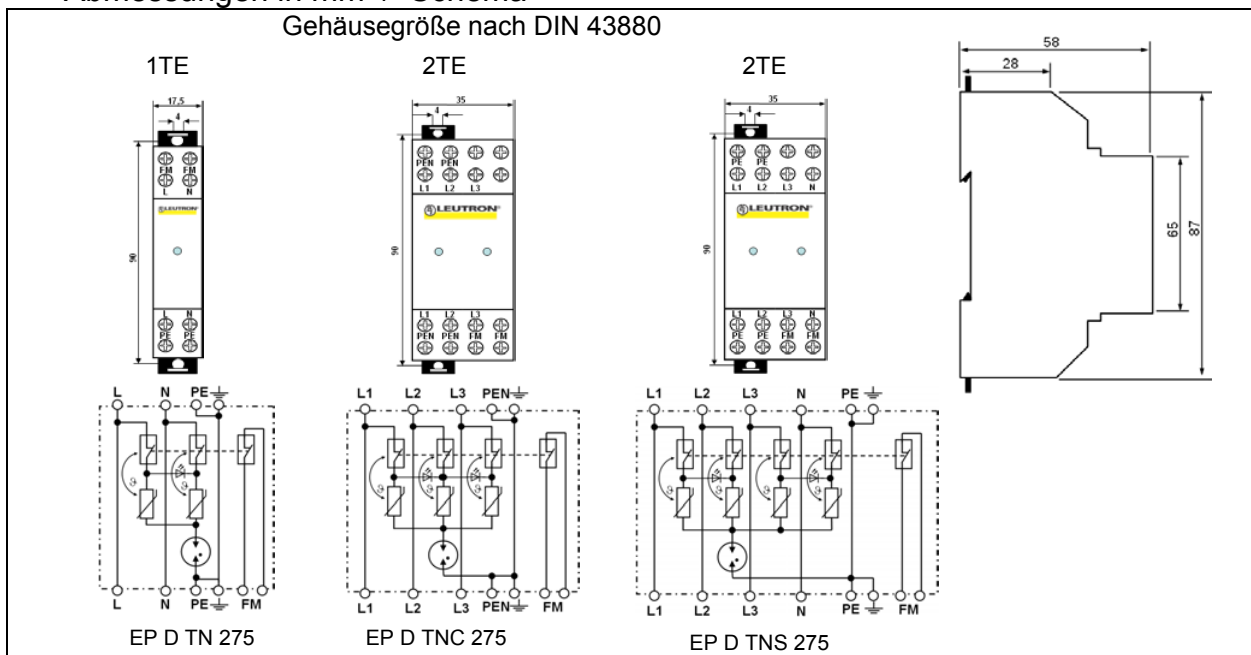 Abmessungen in mm + Schema
Gehäusegröße nach DIN 43880
1TE
2TE
2TE
58
28
65
87
17,5
4
90
FM FM
L N
LEUTRON
L N
PE PE
35
4
90
PEN PEN
L1 L2 L3
LEUTRON
L1 L2 L3
PEN PEN FM FM
35
4
90
PE PE
L1 L2 L3 N
LEUTRON
L1 L2 L3 N
PE PE FM FM
L N PE
ϑ ϑ
L N PE FM
EP D TN 275
L1 L2 L3 PEN
ϑ ϑ
L1 L2 L3 PEN FM
EP D TNC 275
L1 L2 L3 N PE
ϑ ϑ ϑ
L1 L2 L3 N PE FM
EP D TNS 275